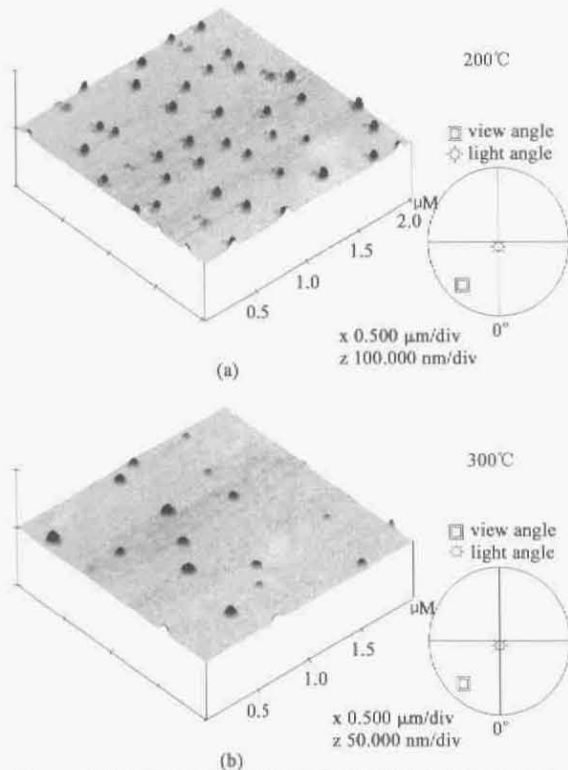 200℃
view angle
light angle
μM
2.0
1.5
1.0
0.5
0°
x 0.500 μm/div
z 100.000 nm/div
(a)
300℃
view angle
light angle
μM
1.5
1.0
0.5
0°
x 0.500 μm/div
z 50.000 nm/div
(b)